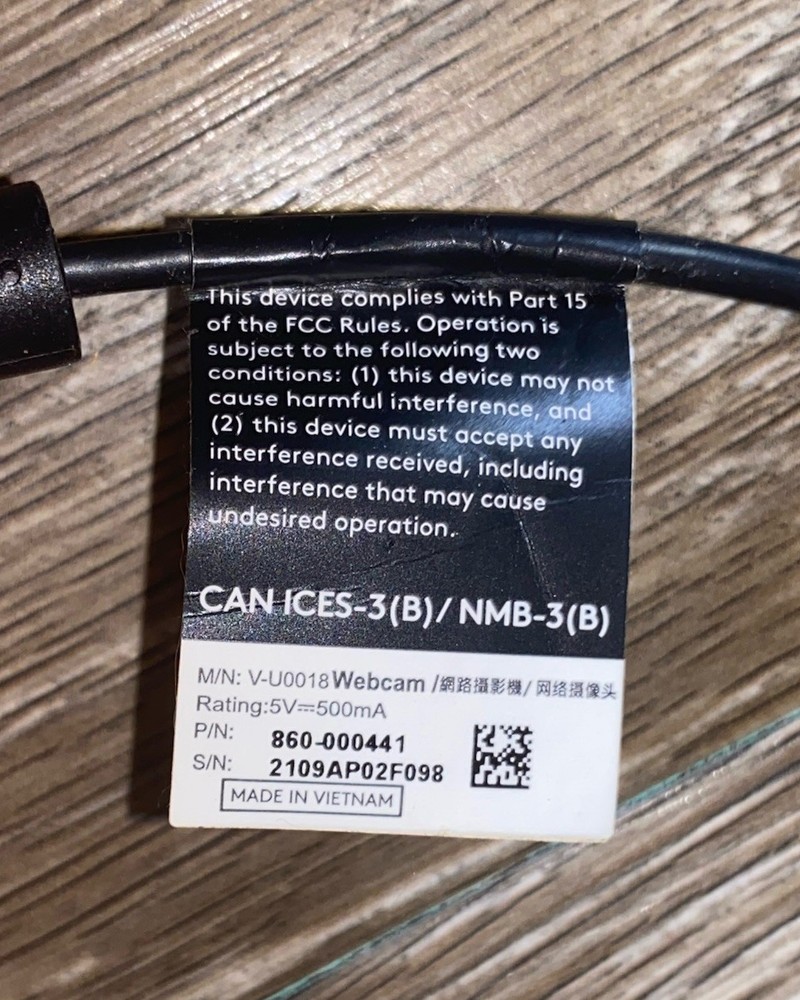 This device complies with Part 15
of the FCC Rules. Operation is
subject to the following two
conditions: (1) this device may not
cause harmful interference, and
(2) this device must accept any
interference received, including
interference that may cause
undesired operation.
CAN ICES-3(B)/ NMB-3(B)
M/N: V-U0018 Webcam /網路攝影機/ 网络摄像头
Rating:5V⎓500mA
P/N: 860-000441
S/N: 2109AP02F098
MADE IN VIETNAM